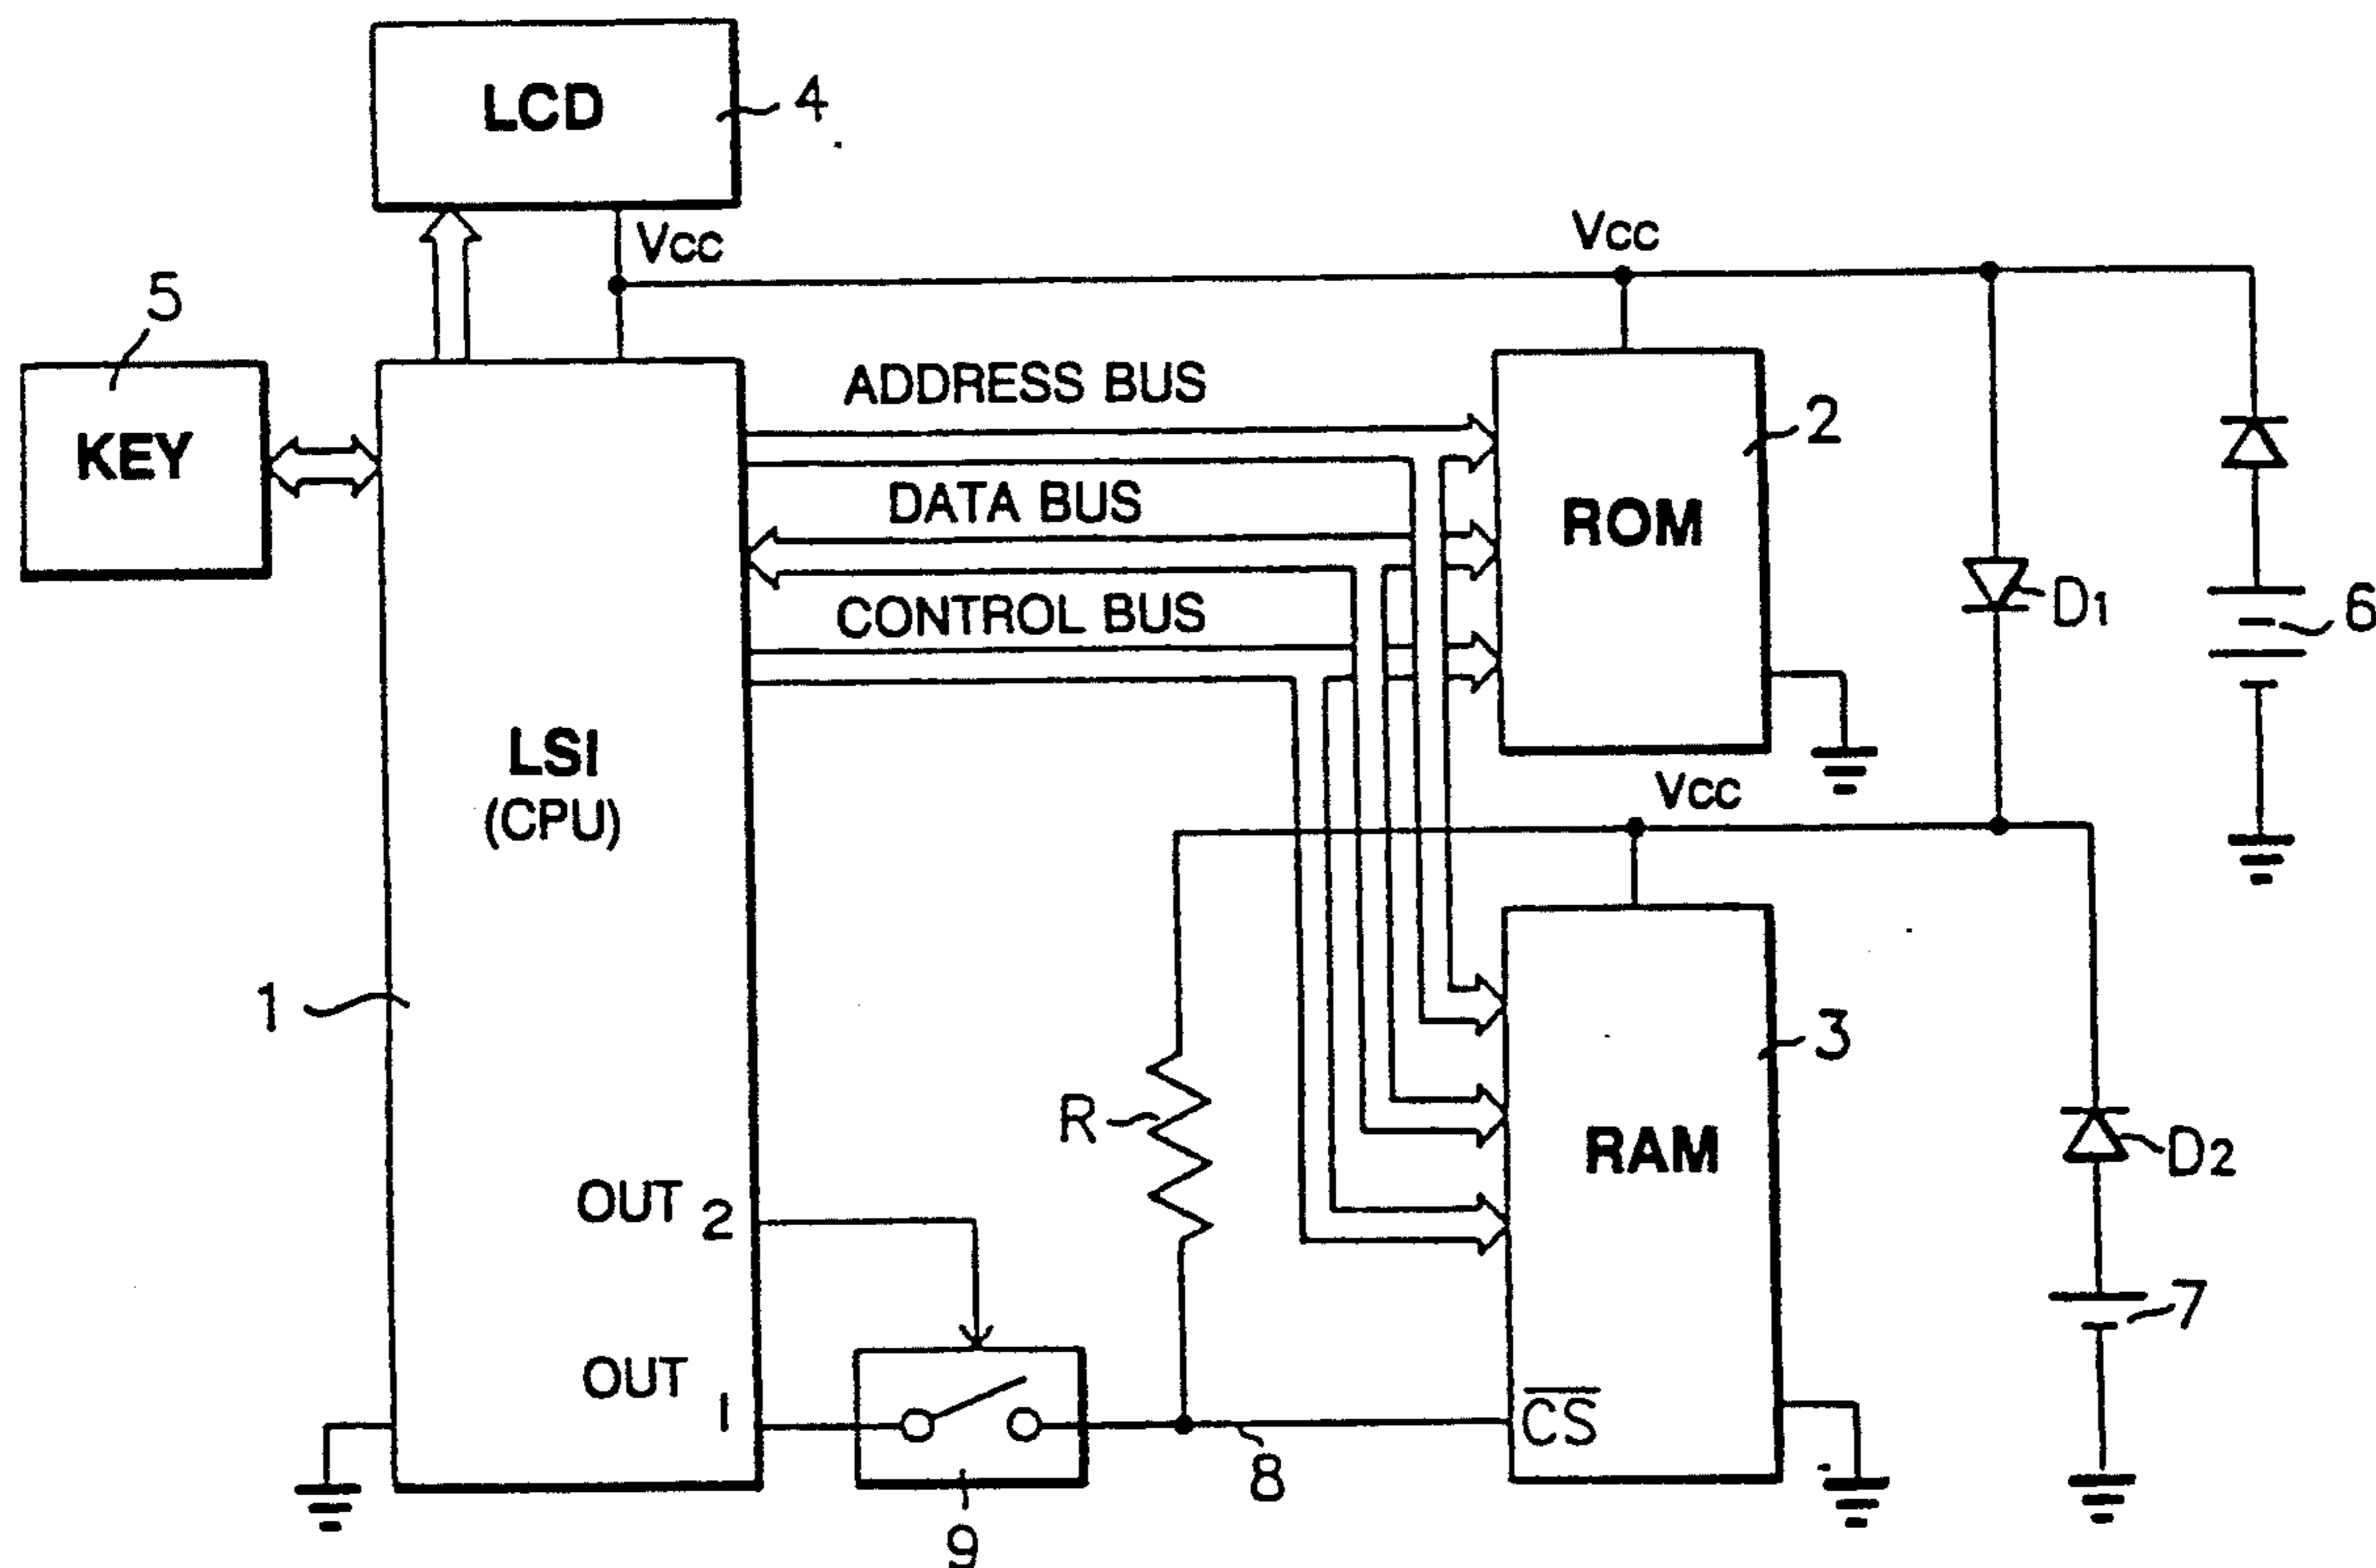 LCD
4
VCC
VCC
5
KEY
ADDRESS BUS
2
DATA BUS
ROM
D1
6
CONTROL BUS
LSI
(CPU)
VCC
1
3
R
RAM
D2
OUT 2
7
OUT 1
CS
8
9